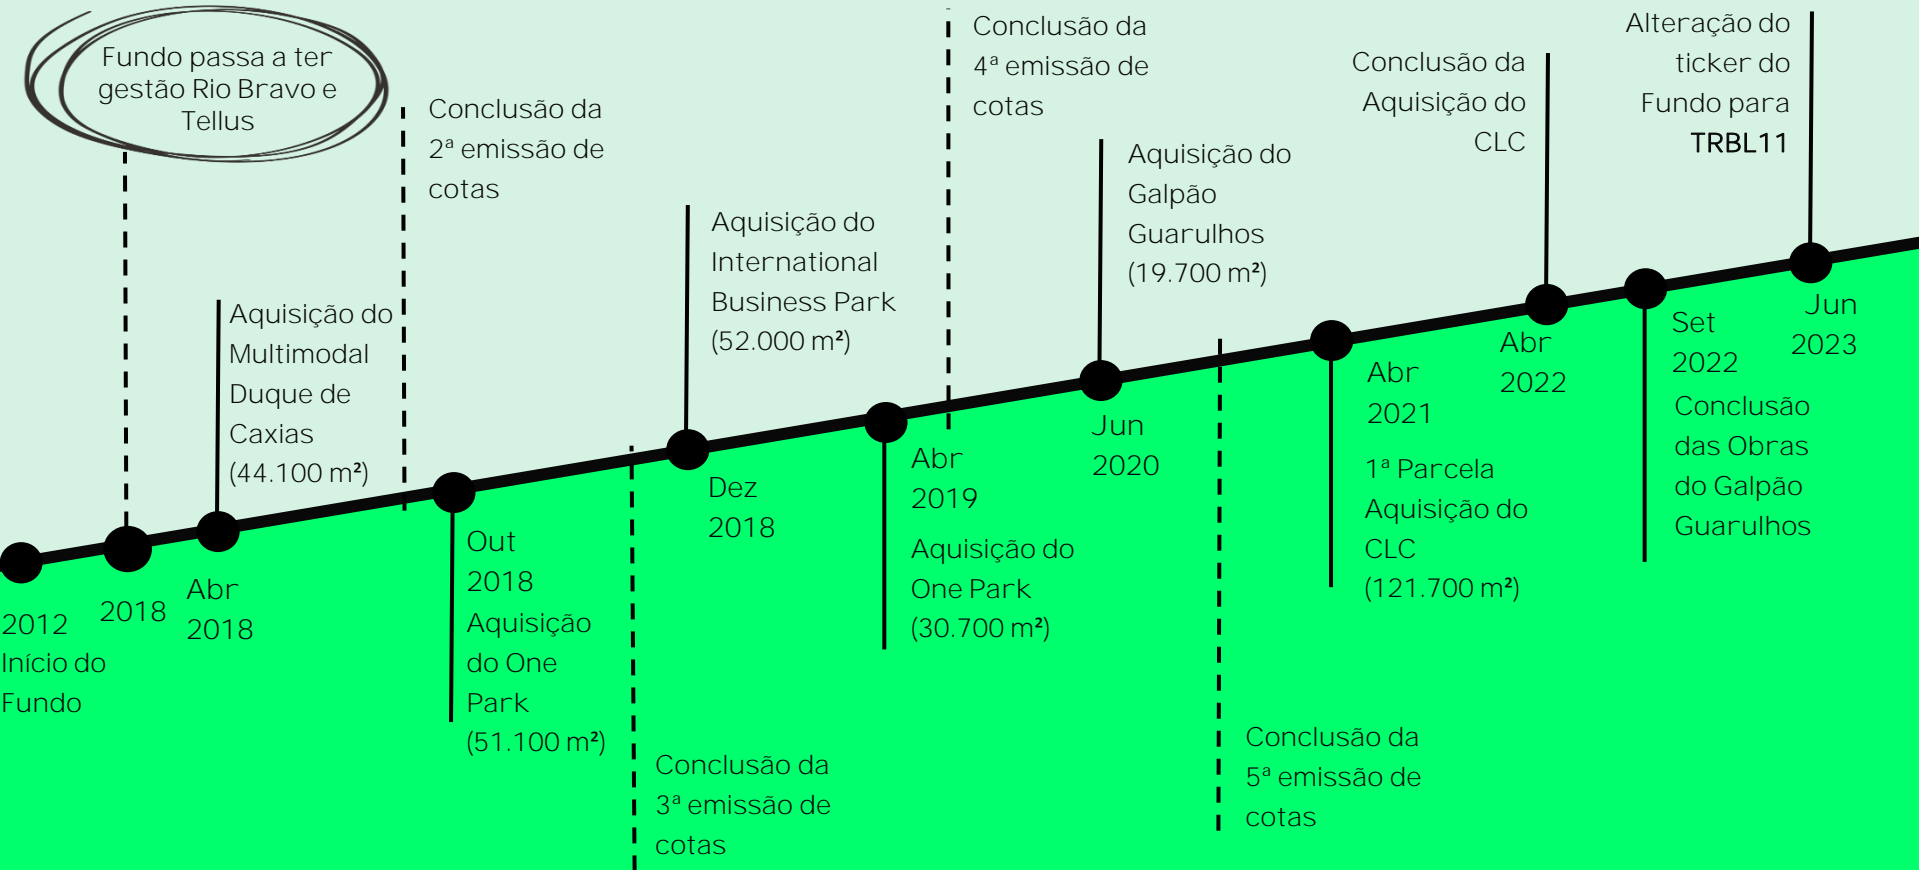 Fundo passa a ter
gestão Rio Bravo e
Tellus
2012
Início do
Fundo
2018
Aquisição do
Multimodal
Duque de
Caxias
(44.100 m²)
Abr
2018
Conclusão da
2ª emissão de
cotas
Out
2018
Aquisição
do One
Park
(51.100 m²)
Conclusão da
3ª emissão de
cotas
Aquisição do
International
Business Park
(52.000 m²)
Dez
2018
Abr
2019
Aquisição do
One Park
(30.700 m²)
Conclusão da
4ª emissão de
cotas
Aquisição do
Galpão
Guarulhos
(19.700 m²)
Jun
2020
Conclusão da
5ª emissão de
cotas
Abr
2021
1ª Parcela
Aquisição do
CLC
(121.700 m²)
Conclusão da
Aquisição do
CLC
Abr
2022
Set
2022
Conclusão
das Obras
do Galpão
Guarulhos
Alteração do
ticker do
Fundo para
TRBL11
Jun
2023